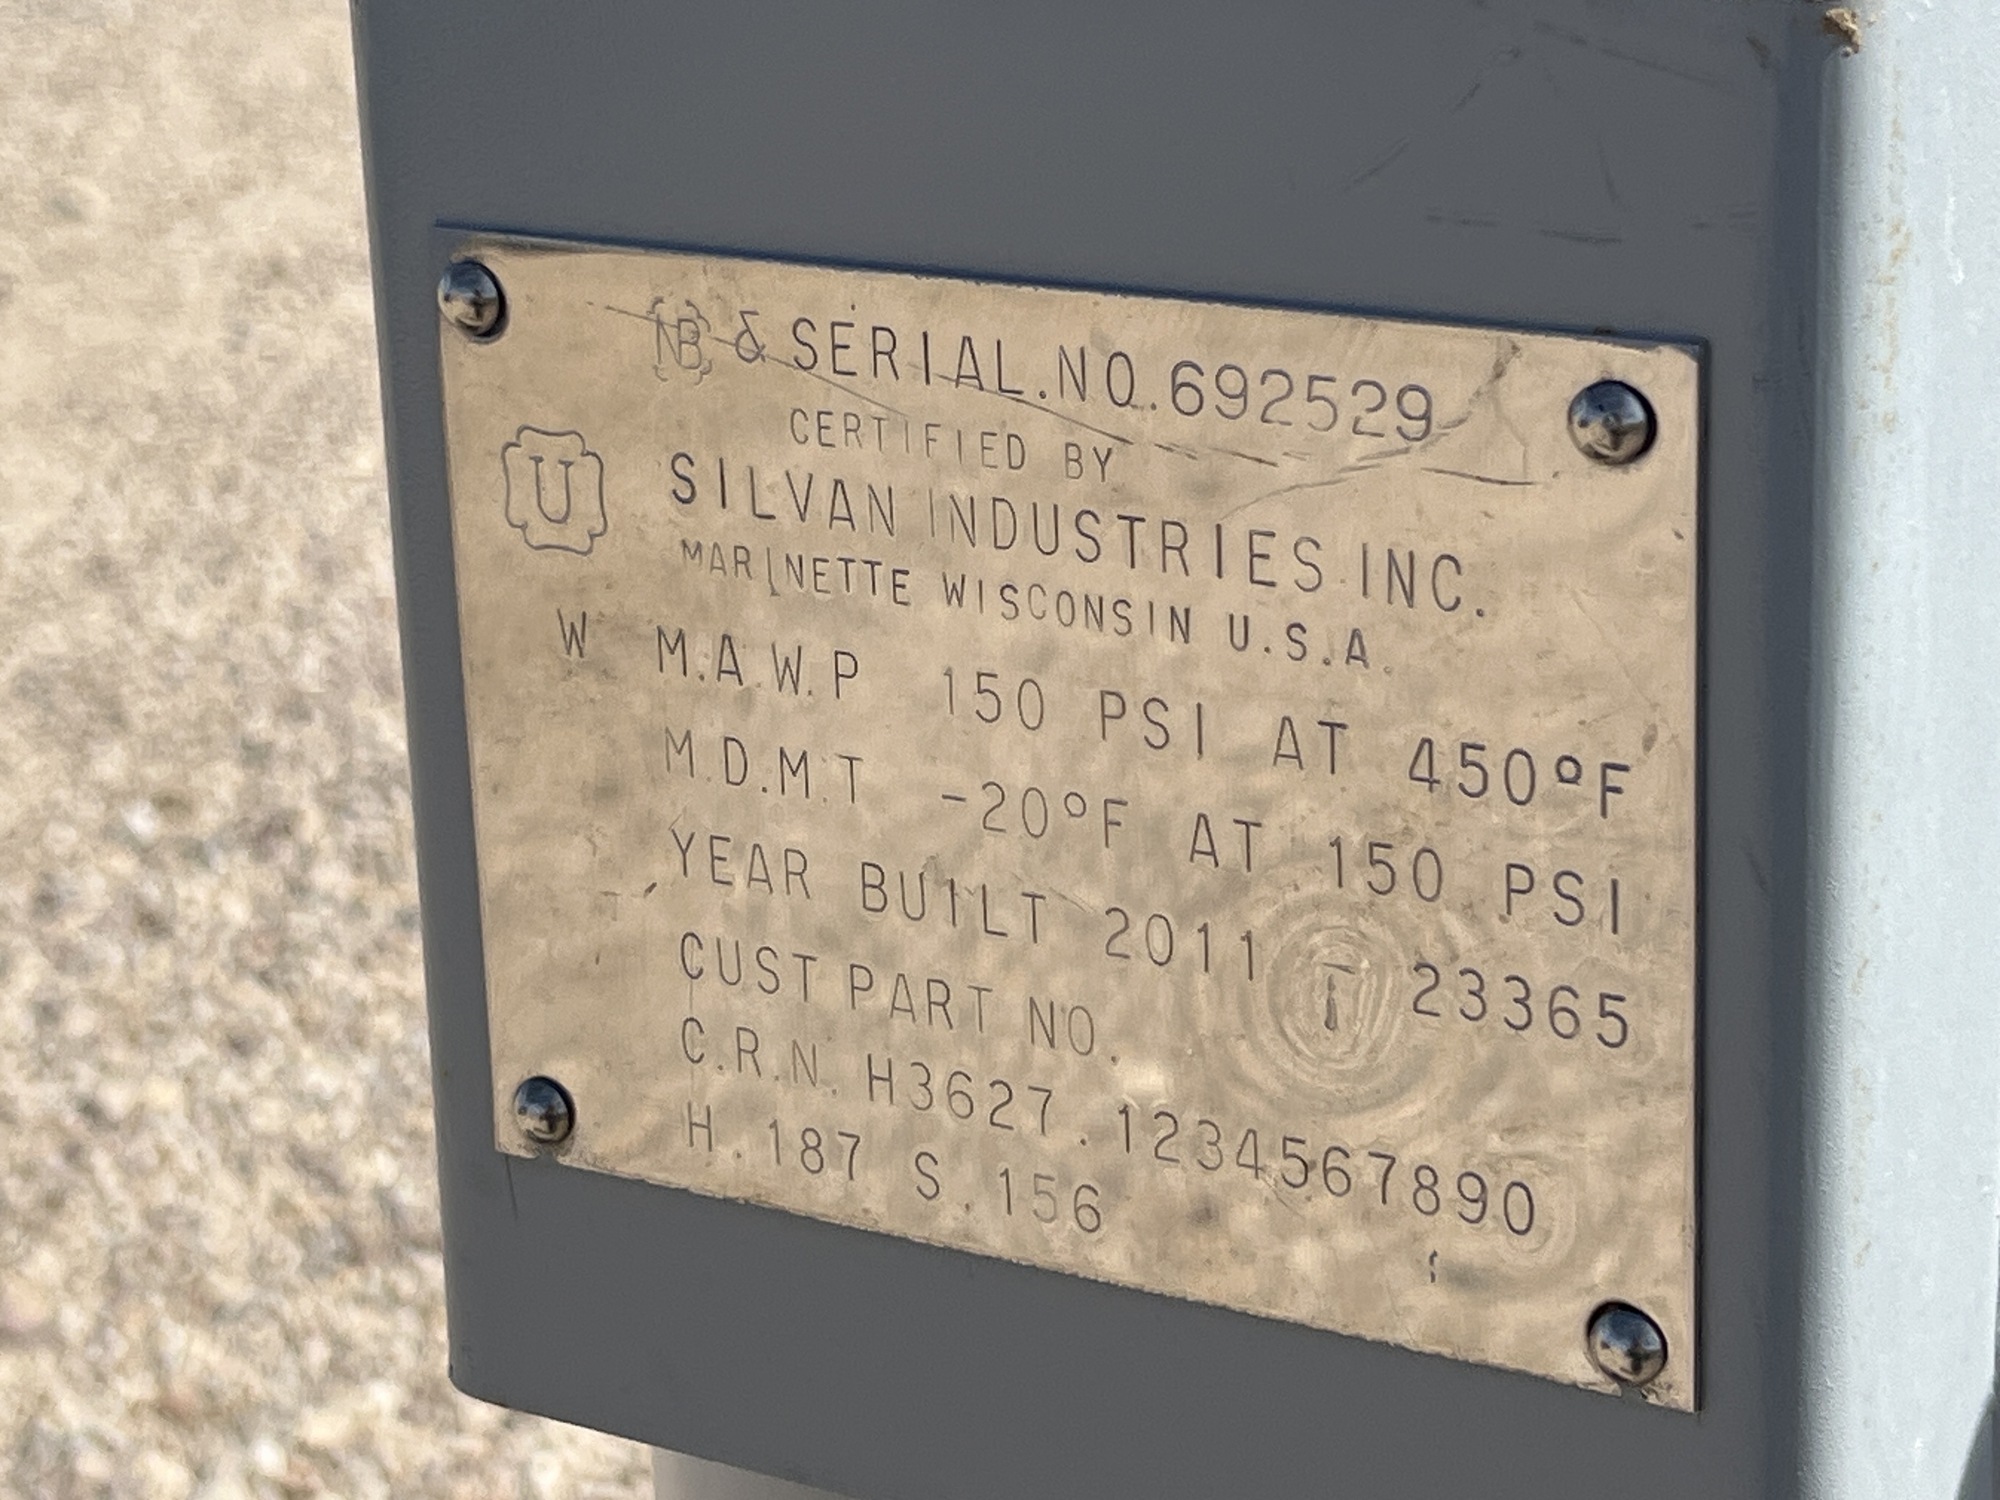 NB & SERIAL.NO.692529
CERTIFIED BY
U SILVAN INDUSTRIES INC.
MARINETTE WISCONSIN U.S.A.
W M.A.W.P 150 PSI AT 450°F
M.D.M.T -20°F AT 150 PSI
YEAR BUILT 2011 T 23365
CUST PART NO.
C.R.N. H3627.1234567890
H.187 S.156